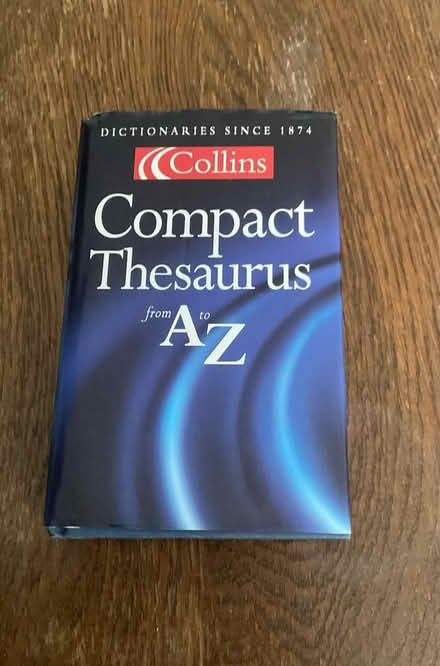 DICTIONARIES SINCE 1874
Collins
Compact
Thesaurus
from A to Z